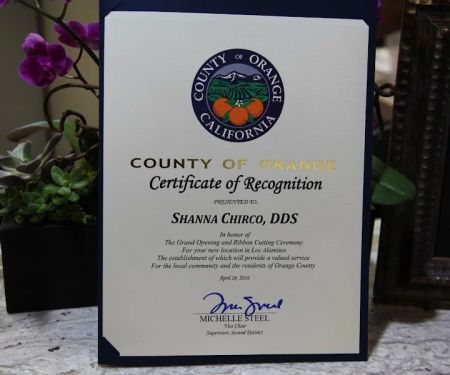 COUNTY OF ORANGE
CALIFORNIA
COUNTY OF ORANGE
Certificate of Recognition
PRESENTED TO:
SHANNA CHIRCO, DDS
In honor of
The Grand Opening and Ribbon Cutting Ceremony
For your new location in Los Alamitos
The establishment of which will provide a valued service
For the local community and the residents of Orange County
April 28, 2016
MICHELLE STEEL
Vice Chair
Supervisor, Second District